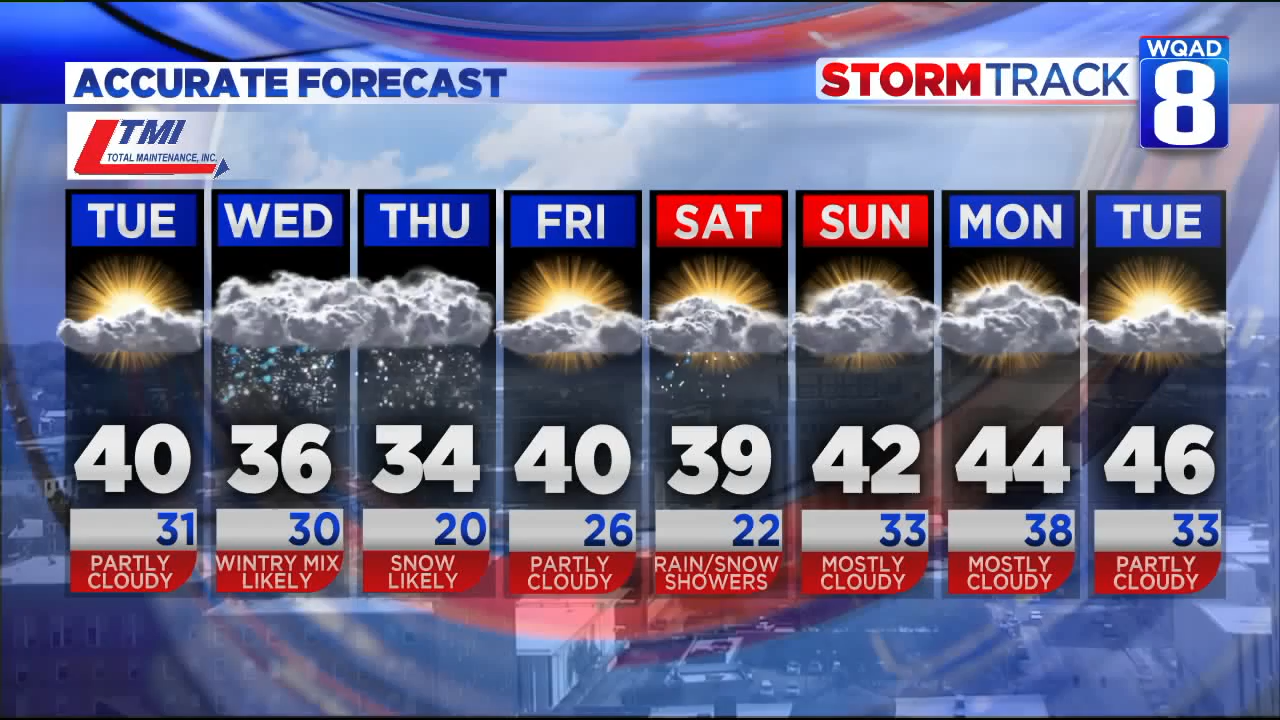 ACCURATE FORECAST
STORMTRACK
WQAD
8
TMI
TOTAL MAINTENANCE, INC.
TUE WED THU FRI SAT SUN MON TUE
40 36 34 40 39 42 44 46
31 30 20 26 22 33 38 33
PARTLY WINTRY MIX SNOW PARTLY RAIN/SNOW MOSTLY MOSTLY PARTLY
CLOUDY LIKELY LIKELY CLOUDY SHOWERS CLOUDY CLOUDY CLOUDY